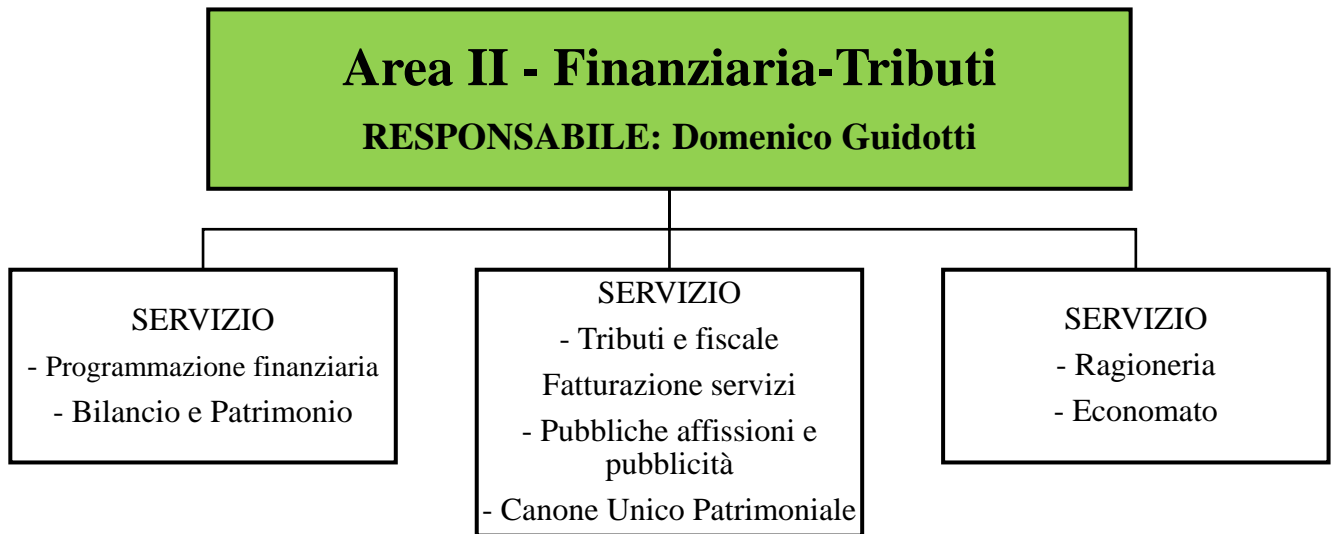 Area II - Finanziaria-Tributi
RESPONSABILE: Domenico Guidotti
SERVIZIO
- Programmazione finanziaria
- Bilancio e Patrimonio
SERVIZIO
- Tributi e fiscale
Fatturazione servizi
- Pubbliche affissioni e
pubblicità
- Canone Unico Patrimoniale
SERVIZIO
- Ragioneria
- Economato